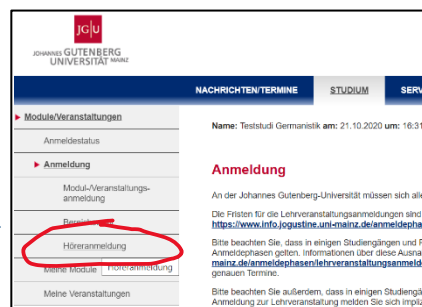 JG|U
JOHANNES GUTENBERG
UNIVERSITÄT MAINZ
NACHRICHTEN/TERMINE STUDIUM SERV
Module/Veranstaltungen
Anmeldestatus
Anmeldung
Modul-/Veranstaltungs-
anmeldung
Höreranmeldung
Meine Module Höreranmeldung
Meine Veranstaltungen
Name: Teststudi Germanistik am: 21.10.2020 um: 16:31
Anmeldung
An der Johannes Gutenberg-Universität müssen sich alle
Die Fristen für die Lehrveranstaltungsanmeldungen sind
https://www.info.jogustine.uni-mainz.de/anmeldepha
Bitte beachten Sie, dass in einigen Studiengängen und F
Anmeldephasen gelten. Informationen über diese Ausna
mainz.de/anmeldephasen/lehrveranstaltungsanmeld
genauen Termine.
Bitte beachten Sie außerdem, dass in einigen Studiengä
Anmeldung zur Lehrveranstaltung melden Sie sich impliz